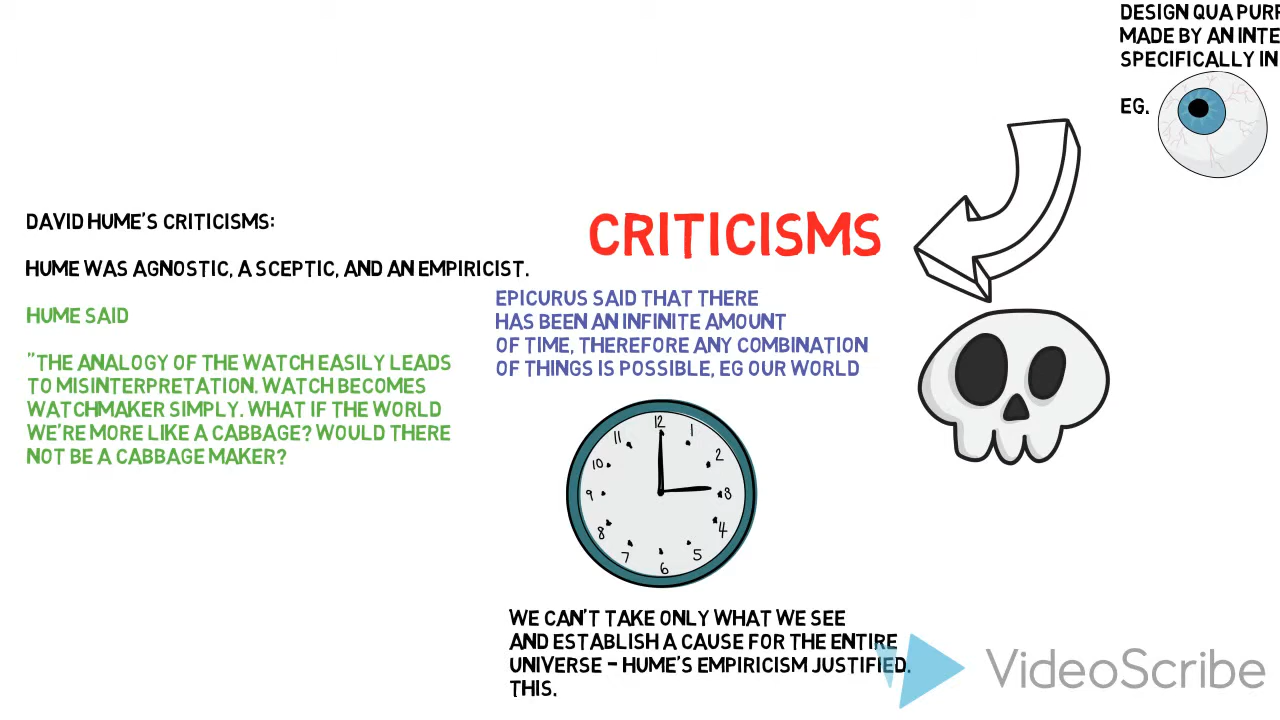 DESIGN QUA
MADE BY AN
SPECIFICALLY IN
EG.
CRITICISMS
DAVID HUME'S CRITICISMS:
HUME WAS AGNOSTIC, A SCEPTIC, AND AN EMPIRICIST.
HUME SAID
"THE ANALOGY OF THE WATCH EASILY LEADS
TO MISINTERPRETATION. WATCH BECOMES
WATCHMAKER SIMPLY. WHAT IF THE WORLD
WE'RE MORE LIKE A CABBAGE? WOULD THERE
NOT BE A CABBAGE MAKER?
EPICURUS SAID THAT THERE
HAS BEEN AN INFINITE AMOUNT
OF TIME, THEREFORE ANY COMBINATION
OF THINGS IS POSSIBLE, EG OUR WORLD
12
1
2
3
4
5
6
7
8
9
10
11
WE CAN'T TAKE ONLY WHAT WE SEE
AND ESTABLISH A CAUSE FOR THE ENTIRE
UNIVERSE - HUME'S EMPIRICISM JUSTIFIED.
THIS.
VideoScribe